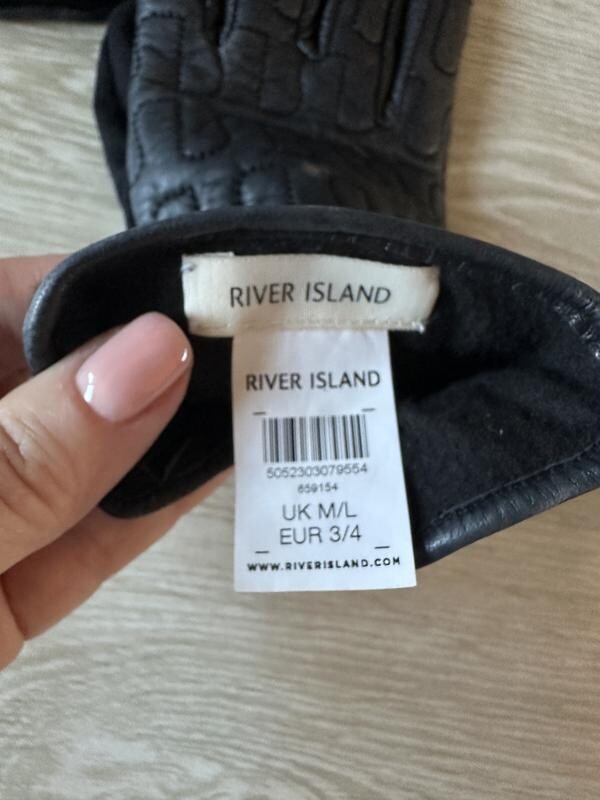 RIVER ISLAND
RIVER ISLAND
5052303079554
659154
UK M/L
EUR 3/4
WWW.RIVERISLAND.COM